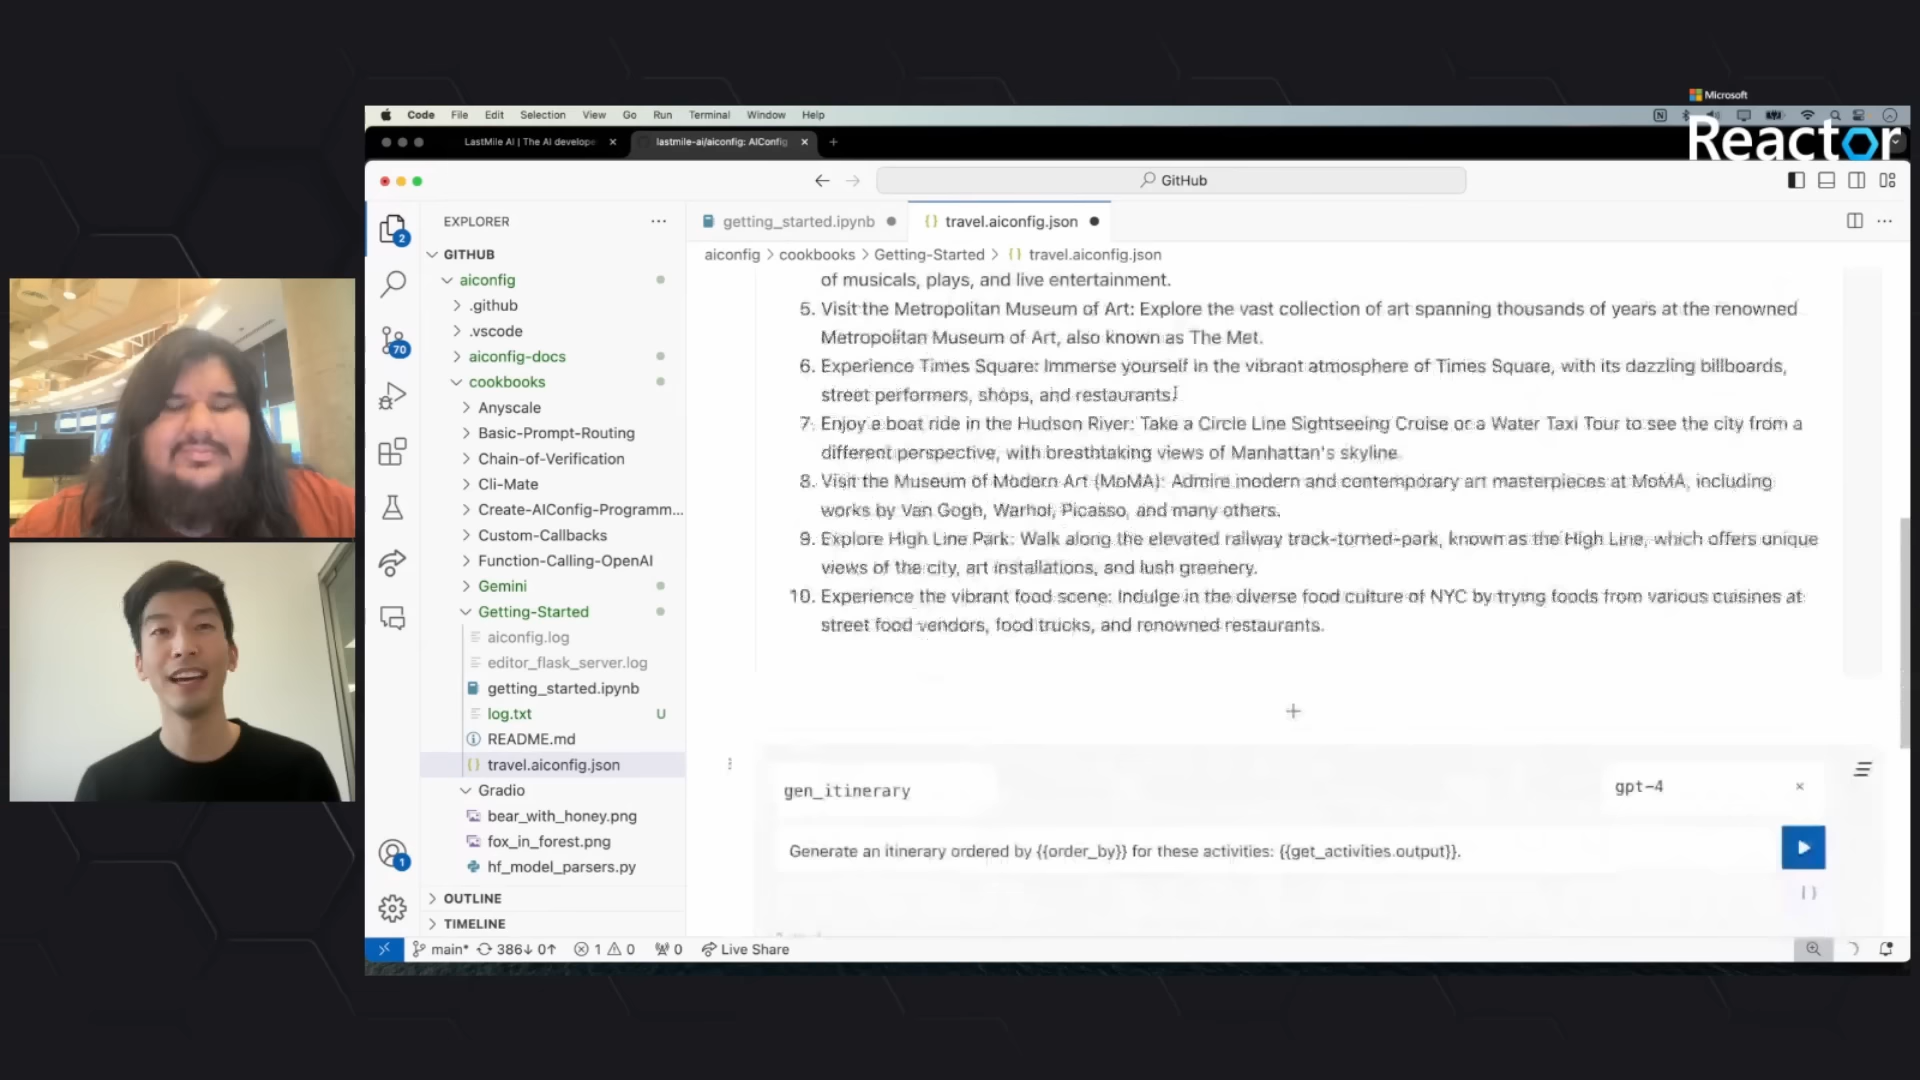 Microsoft
Reactor
Code File Edit Selection View Go Run Terminal Window Help
LastMile AI | The AI develope
lastmile-ai/aiconfig: AIConfig
GitHub
EXPLORER
getting_started.ipynb
travel.aiconfig.json
aiconfig > cookbooks > Getting-Started > {} travel.aiconfig.json
GITHUB
aiconfig
.github
.vscode
aiconfig-docs
cookbooks
Anyscale
Basic-Prompt-Routing
Chain-of-Verification
Cli-Mate
Create-AIConfig-Programm...
Custom-Callbacks
Function-Calling-OpenAI
Gemini
Getting-Started
aiconfig.log
editor_flask_server.log
getting_started.ipynb
log.txt U
README.md
travel.aiconfig.json
Gradio
bear_with_honey.png
fox_in_forest.png
hf_model_parsers.py
OUTLINE
TIMELINE
2
70
1
of musicals, plays, and live entertainment.
5. Visit the Metropolitan Museum of Art: Explore the vast collection of art spanning thousands of years at the renowned
Metropolitan Museum of Art, also known as The Met.
6. Experience Times Square: Immerse yourself in the vibrant atmosphere of Times Square, with its dazzling billboards,
street performers, shops, and restaurants.
7. Enjoy a boat ride in the Hudson River: Take a Circle Line Sightseeing Cruise or a Water Taxi Tour to see the city from a
different perspective, with breathtaking views of Manhattan's skyline.
8. Visit the Museum of Modern Art (MoMA): Admire modern and contemporary art masterpieces at MoMA, including
works by Van Gogh, Warhol, Picasso, and many others.
9. Explore High Line Park: Walk along the elevated railway track-turned-park, known as the High Line, which offers unique
views of the city, art installations, and lush greenery.
10. Experience the vibrant food scene: Indulge in the diverse food culture of NYC by trying foods from various cuisines at
street food vendors, food trucks, and renowned restaurants.
gen_itinerary
gpt-4
Generate an itinerary ordered by {{order_by}} for these activities: {{get_activities.output}}.
{}
main* 386↓ 0↑ 1 0 0 Live Share